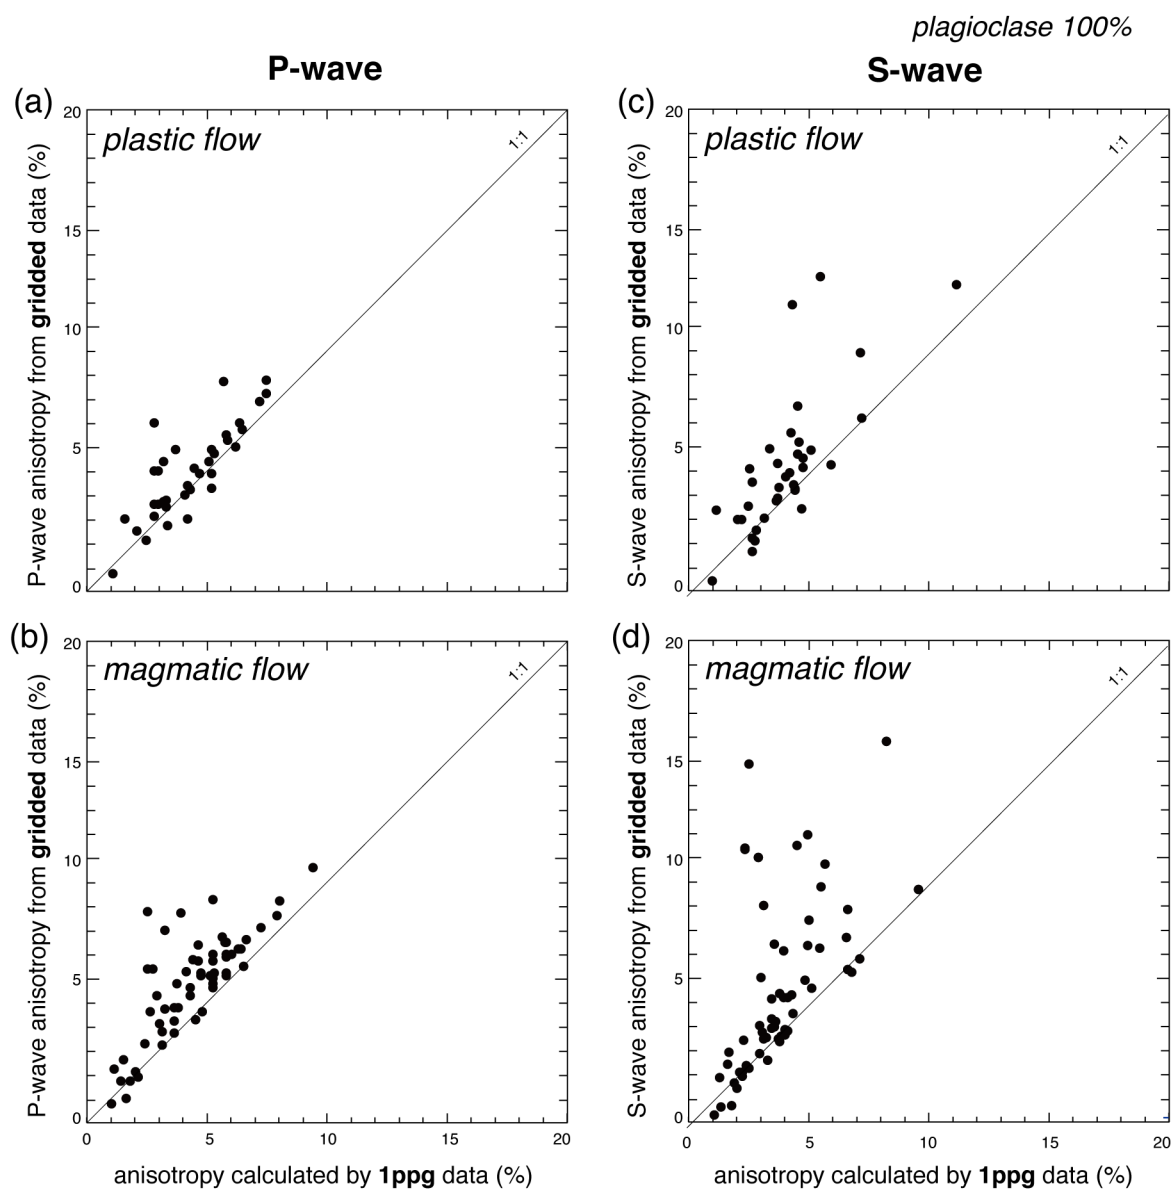 plagioclase 100%
P-wave
S-wave
(a)
20
15
10
5
0
plastic flow
1:1
P-wave anisotropy from gridded data (%)
(c)
20
15
10
5
0
plastic flow
1:1
S-wave anisotropy from gridded data (%)
(b)
20
15
10
5
0
magmatic flow
1:1
P-wave anisotropy from gridded data (%)
0 5 10 15 20
anisotropy calculated by 1ppg data (%)
(d)
20
15
10
5
0
magmatic flow
1:1
S-wave anisotropy from gridded data (%)
0 5 10 15 20
anisotropy calculated by 1ppg data (%)